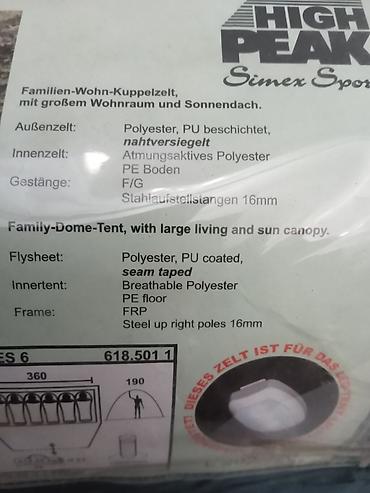 HIGH
PEAK
Simex Spor
Familien-Wohn-Kuppelzelt,
mit großem Wohnraum und Sonnendach.
Außenzelt: Polyester, PU beschichtet,
nahtversiegelt
Innenzelt: Atmungsaktives Polyester
PE Boden
Gestänge: F/G
Stahlaufstellstangen 16mm
Family-Dome-Tent, with large living and sun canopy.
Flysheet: Polyester, PU coated,
seam taped
Innertent: Breathable Polyester
PE floor
Frame: FRP
Steel up right poles 16mm
ES 6 618.501 1
360
190
DIESES ZELT IST FÜR DAS